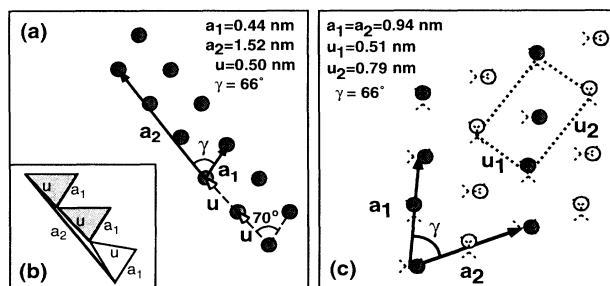 (a)
a₁=0.44 nm
a₂=1.52 nm
u=0.50 nm
γ = 66°
a₂
γ
a₁
u
70°
u
(b)
u
a₁
u
a₁
a₂
u
a₁
(c)
a₁=a₂=0.94 nm
u₁=0.51 nm
u₂=0.79 nm
γ = 66°
u₂
u₁
a₁
γ
a₂